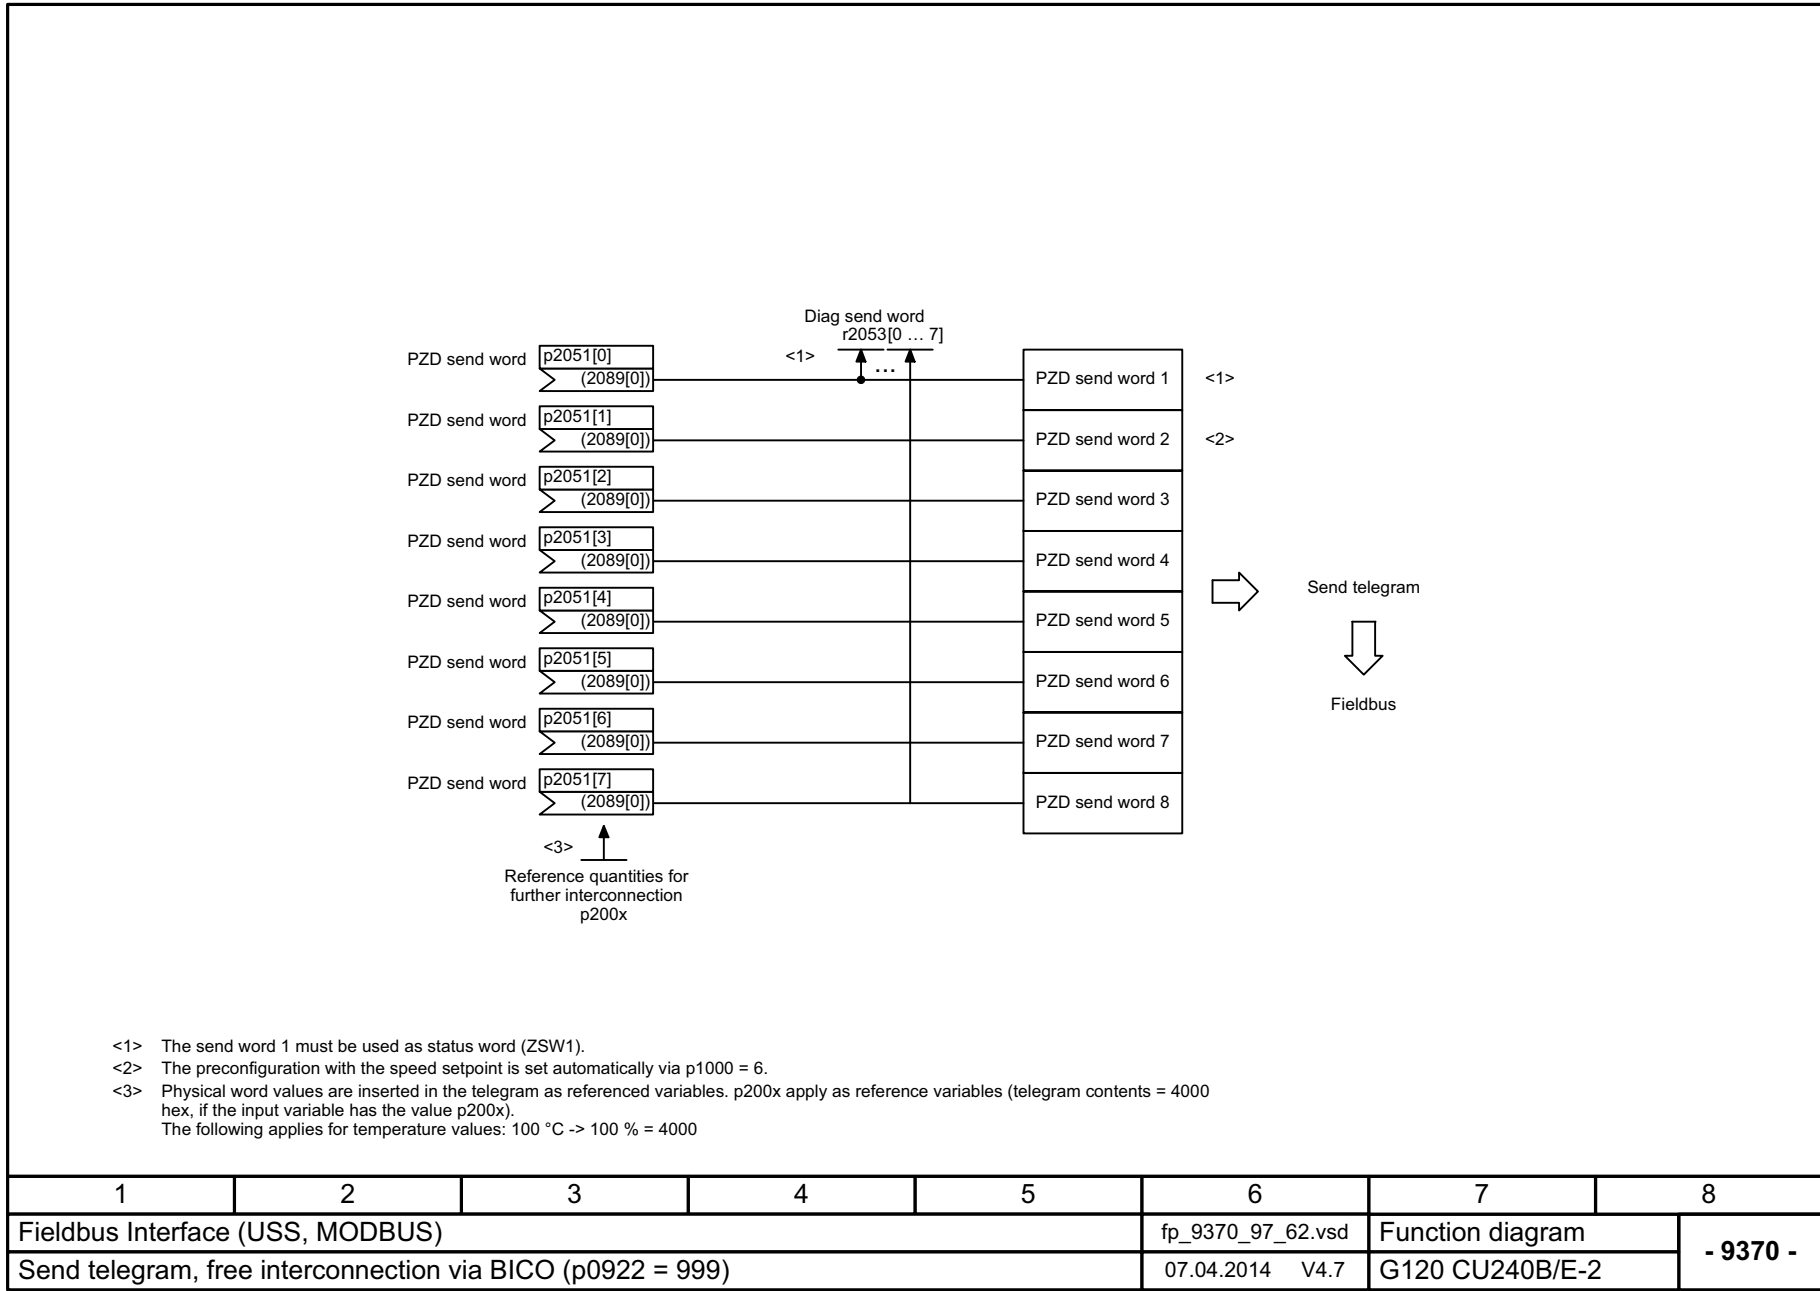 Diag send word
r2053[0 … 7]
<1>
...
PZD send word
p2051[0]
(2089[0])
PZD send word 1
<1>
PZD send word
p2051[1]
(2089[0])
PZD send word 2
<2>
PZD send word
p2051[2]
(2089[0])
PZD send word 3
PZD send word
p2051[3]
(2089[0])
PZD send word 4
PZD send word
p2051[4]
(2089[0])
PZD send word 5
Send telegram
PZD send word
p2051[5]
(2089[0])
PZD send word 6
Fieldbus
PZD send word
p2051[6]
(2089[0])
PZD send word 7
PZD send word
p2051[7]
(2089[0])
PZD send word 8
<3>
Reference quantities for
further interconnection
p200x
<1> The send word 1 must be used as status word (ZSW1).
<2> The preconfiguration with the speed setpoint is set automatically via p1000 = 6.
<3> Physical word values are inserted in the telegram as referenced variables. p200x apply as reference variables (telegram contents = 4000
hex, if the input variable has the value p200x).
The following applies for temperature values: 100 °C -> 100 % = 4000
1 2 3 4 5 6 7 8
Fieldbus Interface (USS, MODBUS)
fp_9370_97_62.vsd
Function diagram
- 9370 -
Send telegram, free interconnection via BICO (p0922 = 999)
07.04.2014 V4.7
G120 CU240B/E-2